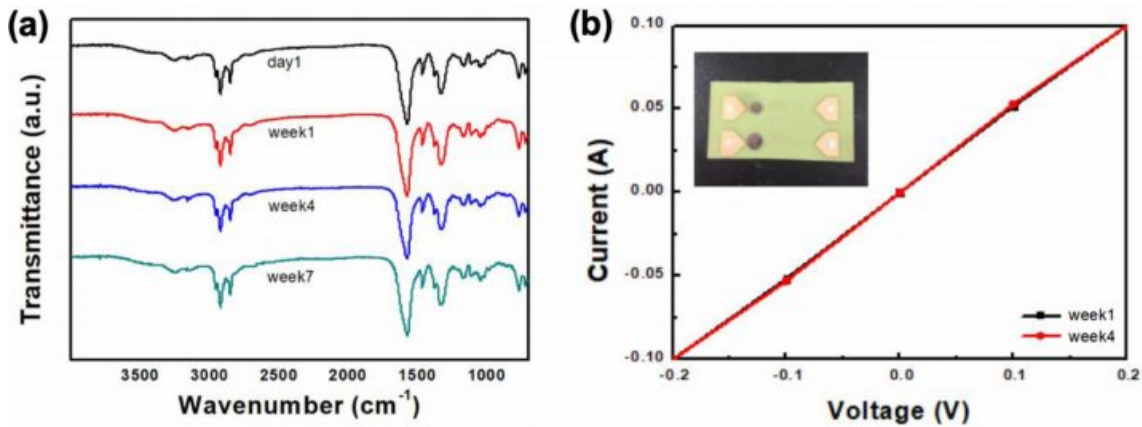 (a)
Transmittance (a.u.)
day1
week1
week4
week7
3500 3000 2500 2000 1500 1000
Wavenumber (cm⁻¹)
(b)
Current (A)
0.10
0.05
0.00
-0.05
-0.10
week1
week4
-0.2 -0.1 0.0 0.1 0.2
Voltage (V)